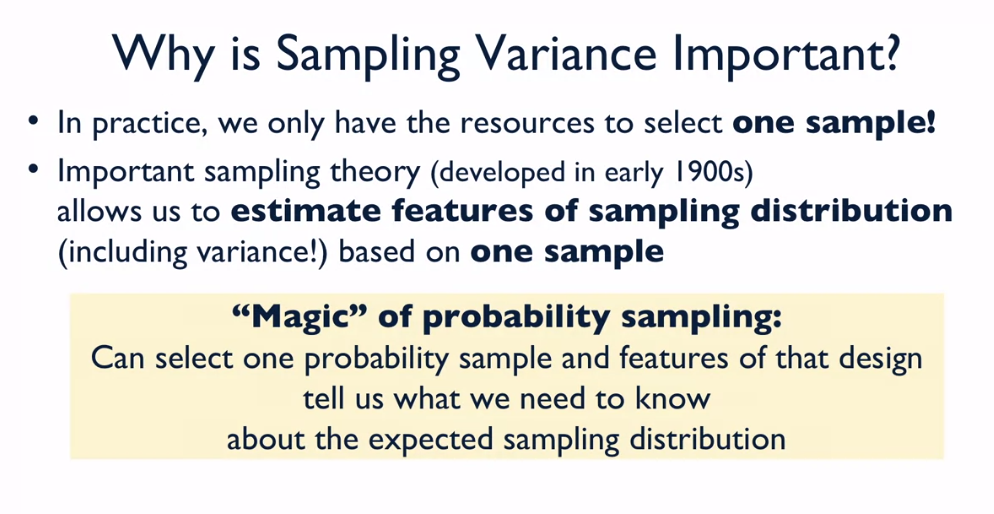 Why is Sampling Variance Important?
• In practice, we only have the resources to select one sample!
• Important sampling theory (developed in early 1900s)
allows us to estimate features of sampling distribution
(including variance!) based on one sample
“Magic” of probability sampling:
Can select one probability sample and features of that design
tell us what we need to know
about the expected sampling distribution